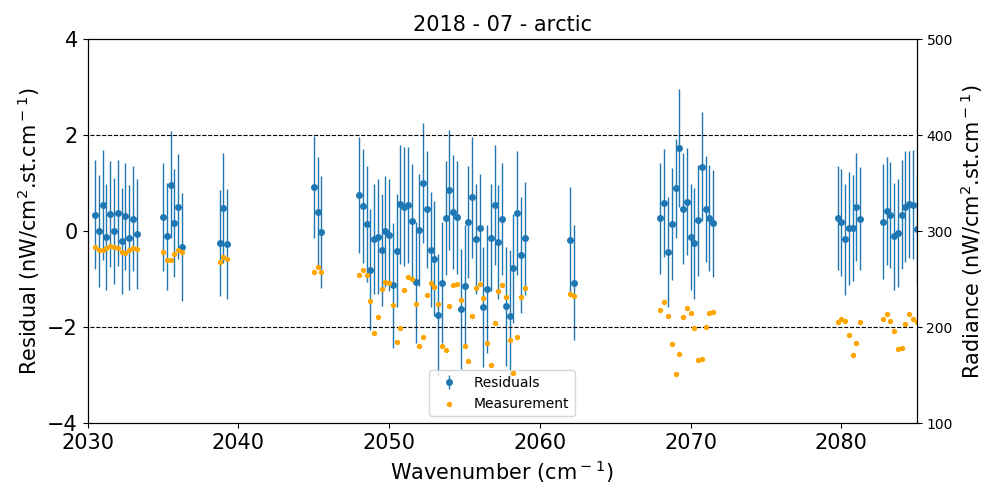 2018 - 07 - arctic
4
2
0
−2
−4
Residual (nW/cm².st.cm⁻¹)
500
400
300
200
100
Radiance (nW/cm².st.cm⁻¹)
Residuals
Measurement
2030 2040 2050 2060 2070 2080
Wavenumber (cm⁻¹)